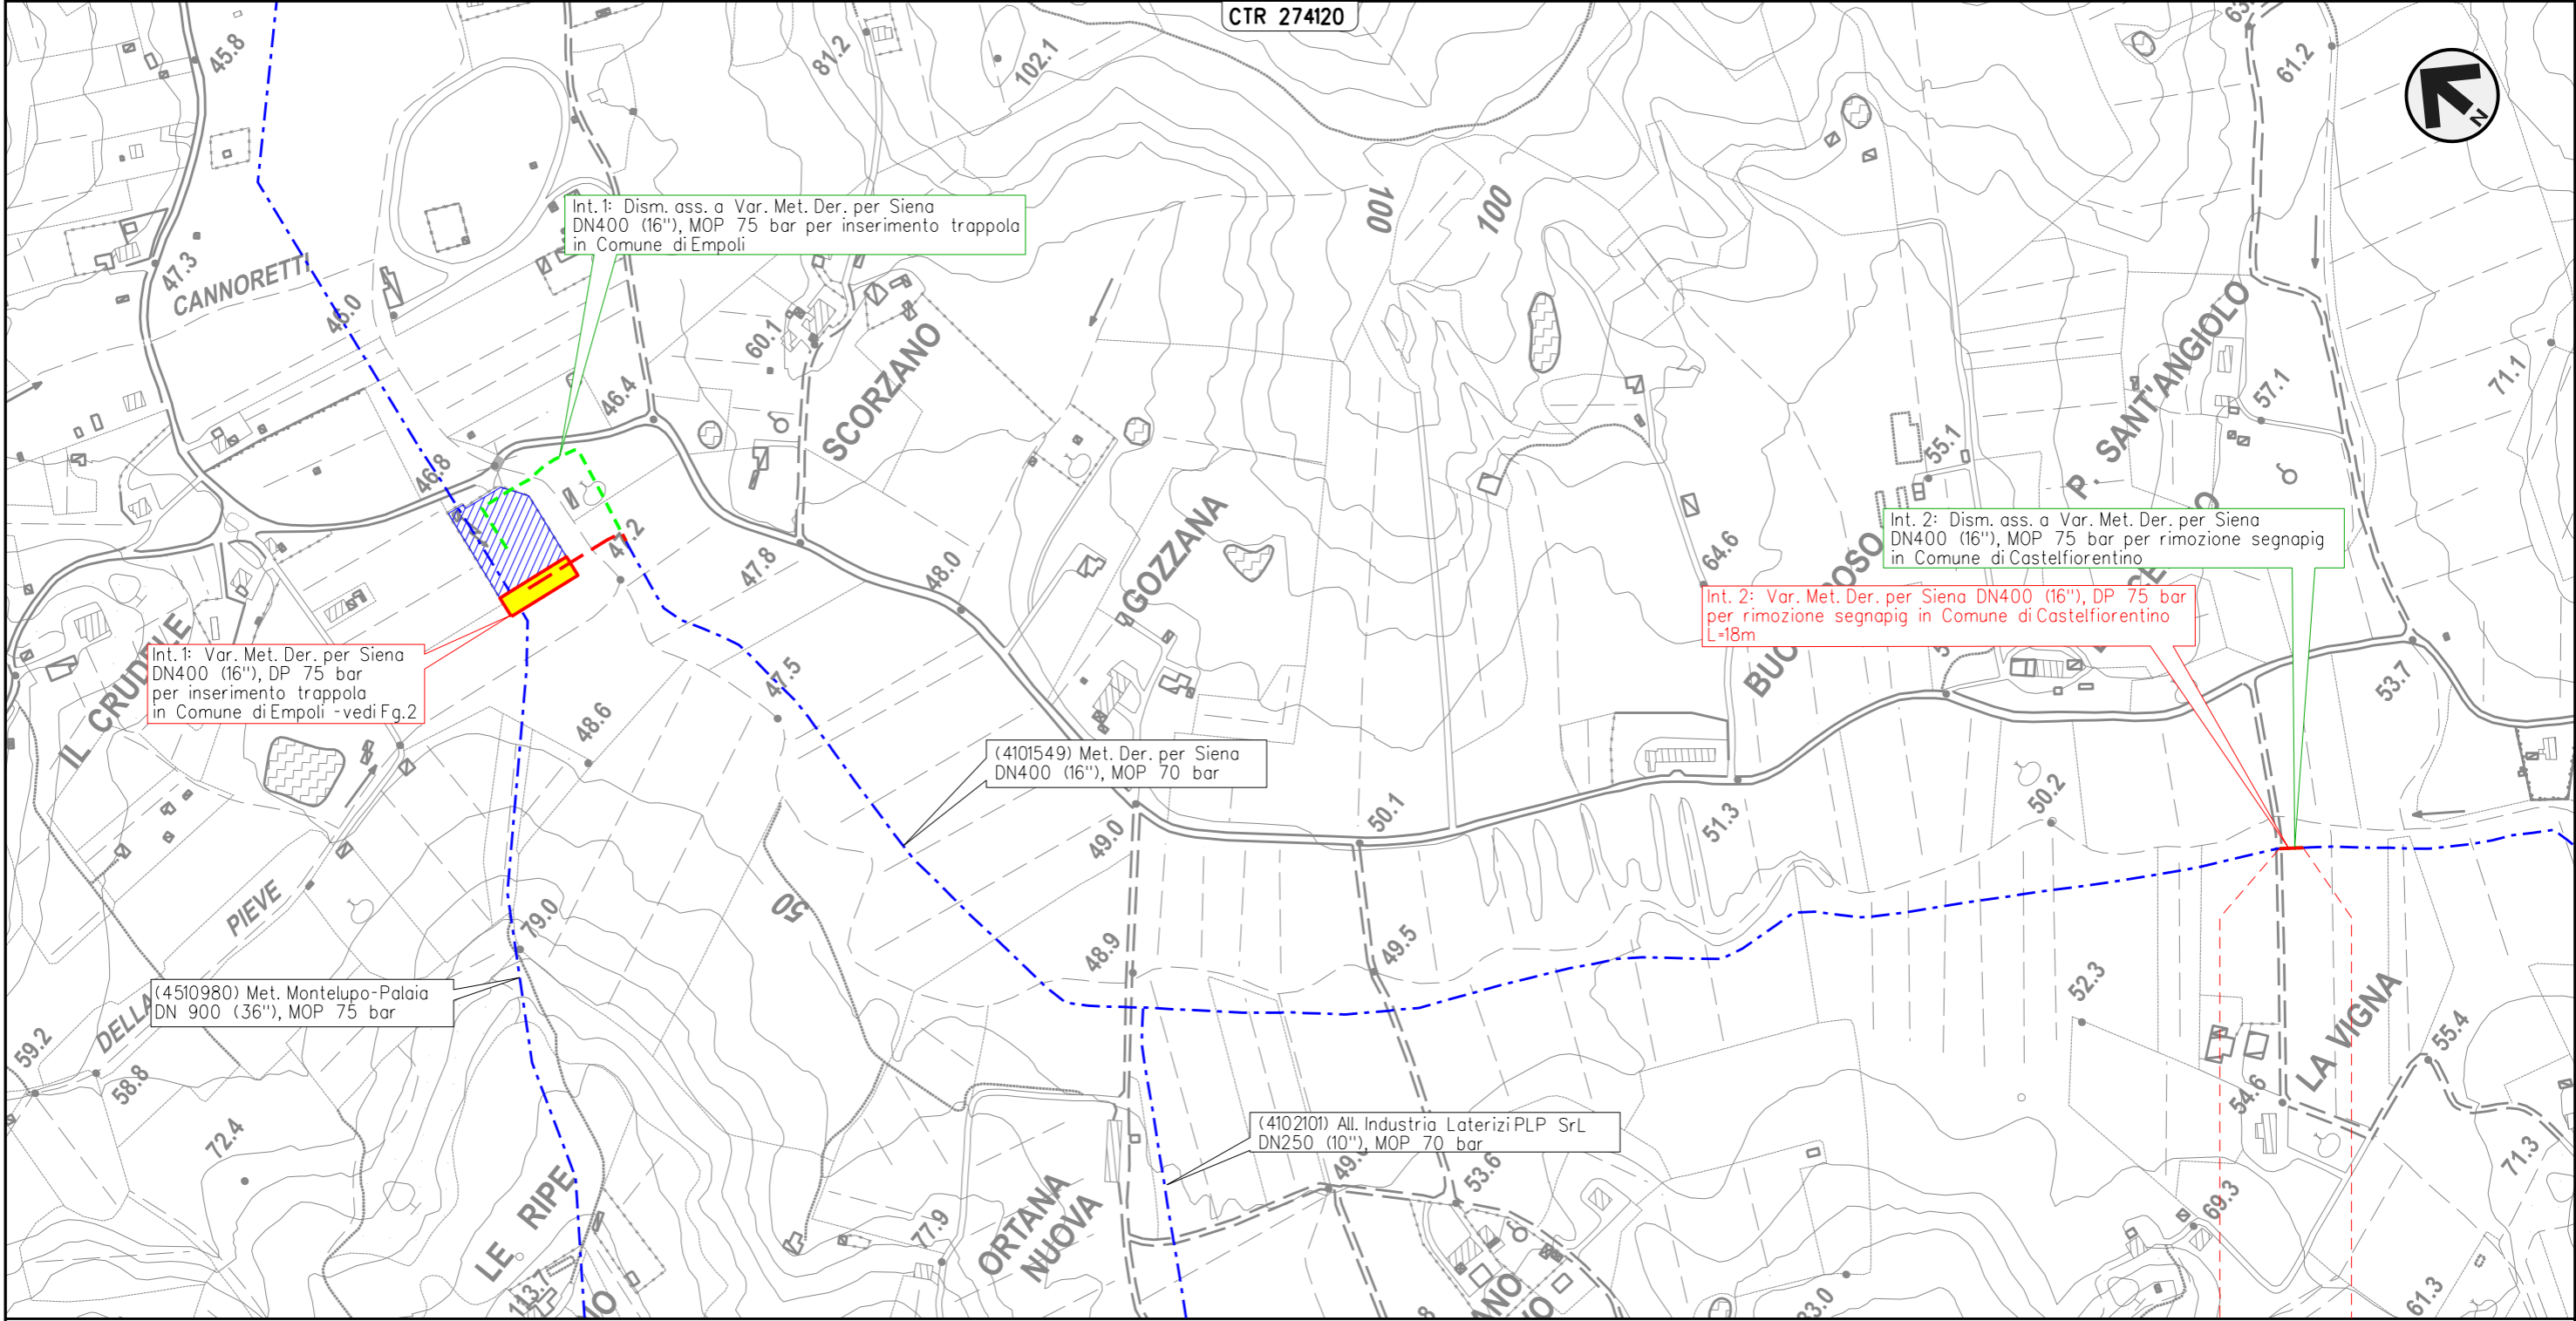 CTR 274120
N
45.8
81.2
102.1
63.
61.2
Int. 1: Dism. ass. a Var. Met. Der. per Siena
DN400 (16"), MOP 75 bar per inserimento trappola
in Comune di Empoli
100
100
47.3
CANNORETTI
46.0
60.1
SCORZANO
46.4
46.8
47.2
47.8
48.0
GOZZANA
P. SANT'ANGIOLO
57.1
71.1
55.1
64.6
Int. 2: Dism. ass. a Var. Met. Der. per Siena
DN400 (16"), MOP 75 bar per rimozione segnapig
in Comune di Castelfiorentino
Int. 2: Var. Met. Der. per Siena DN400 (16"), DP 75 bar
per rimozione segnapig in Comune di Castelfiorentino
L=18m
53.7
IL CRUDELE
Int. 1: Var. Met. Der. per Siena
DN400 (16"), DP 75 bar
per inserimento trappola
in Comune di Empoli - vedi Fg.2
47.5
48.6
(4101549) Met. Der. per Siena
DN400 (16"), MOP 70 bar
49.0
50.1
51.3
50.2
50
PIEVE
DELLA
79.0
48.9
49.5
52.3
LA VIGNA
(4510980) Met. Montelupo-Palaia
DN 900 (36"), MOP 75 bar
59.2
58.8
72.4
55.4
54.6
(4102101) All. Industria Laterizi PLP SrL
DN250 (10"), MOP 70 bar
53.6
71.3
69.3
LE RIPE
77.9
ORTANA
NUOVA
113.7
61.3